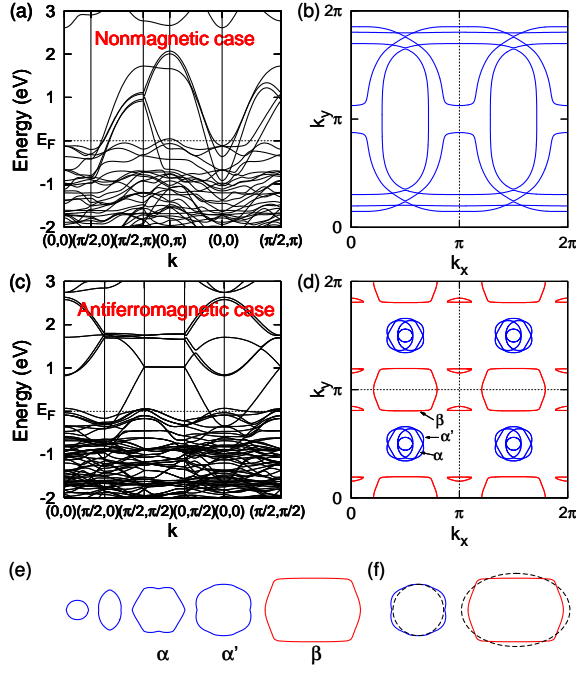 (a)
3
2
1
E_F
-1
-2
Energy (eV)
Nonmagnetic case
(0,0)(π/2,0)(π/2,π)(0,π) (0,0) (π/2,π)
k
(b)
2π
π
0
k_y
0 π 2π
k_x
(c)
3
2
1
E_F
-1
-2
Energy (eV)
Antiferromagnetic case
(0,0)(π/2,0)(π/2,π/2)(0,π/2)(0,0) (π/2,π/2)
k
(d)
2π
π
0
k_y
β
α'
α
0 π 2π
k_x
(e)
α α' β
(f)